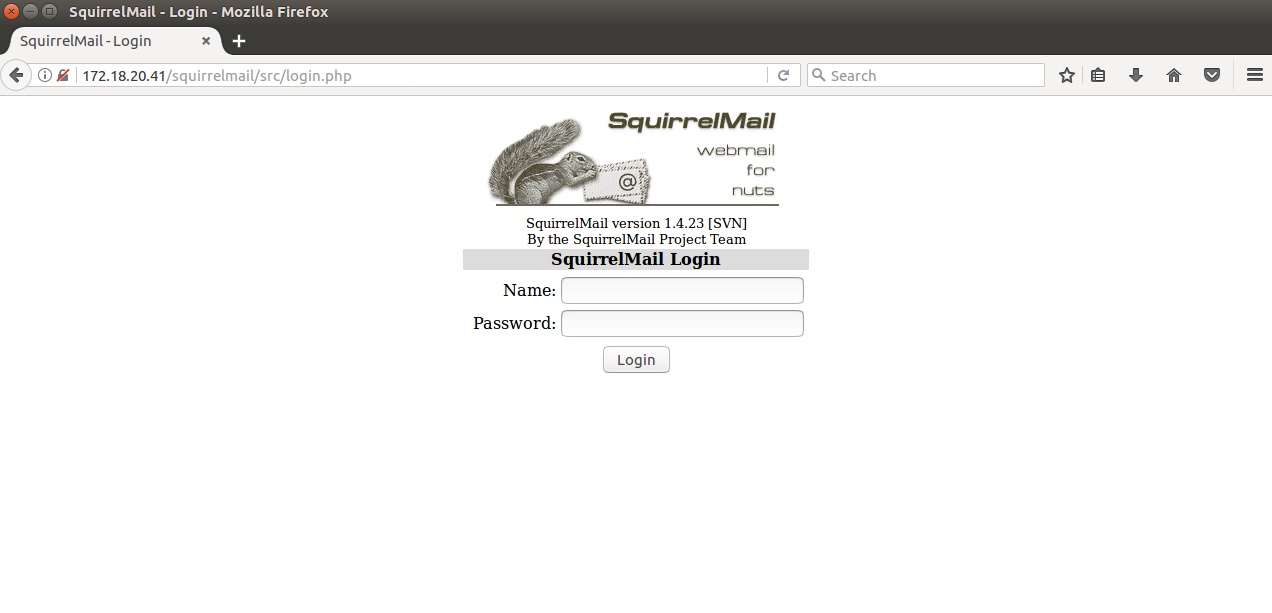 SquirrelMail - Login - Mozilla Firefox
SquirrelMail - Login
172.18.20.41/squirrelmail/src/login.php
Search
SquirrelMail
webmail
for
nuts
@
SquirrelMail version 1.4.23 [SVN]
By the SquirrelMail Project Team
SquirrelMail Login
Name:
Password:
Login